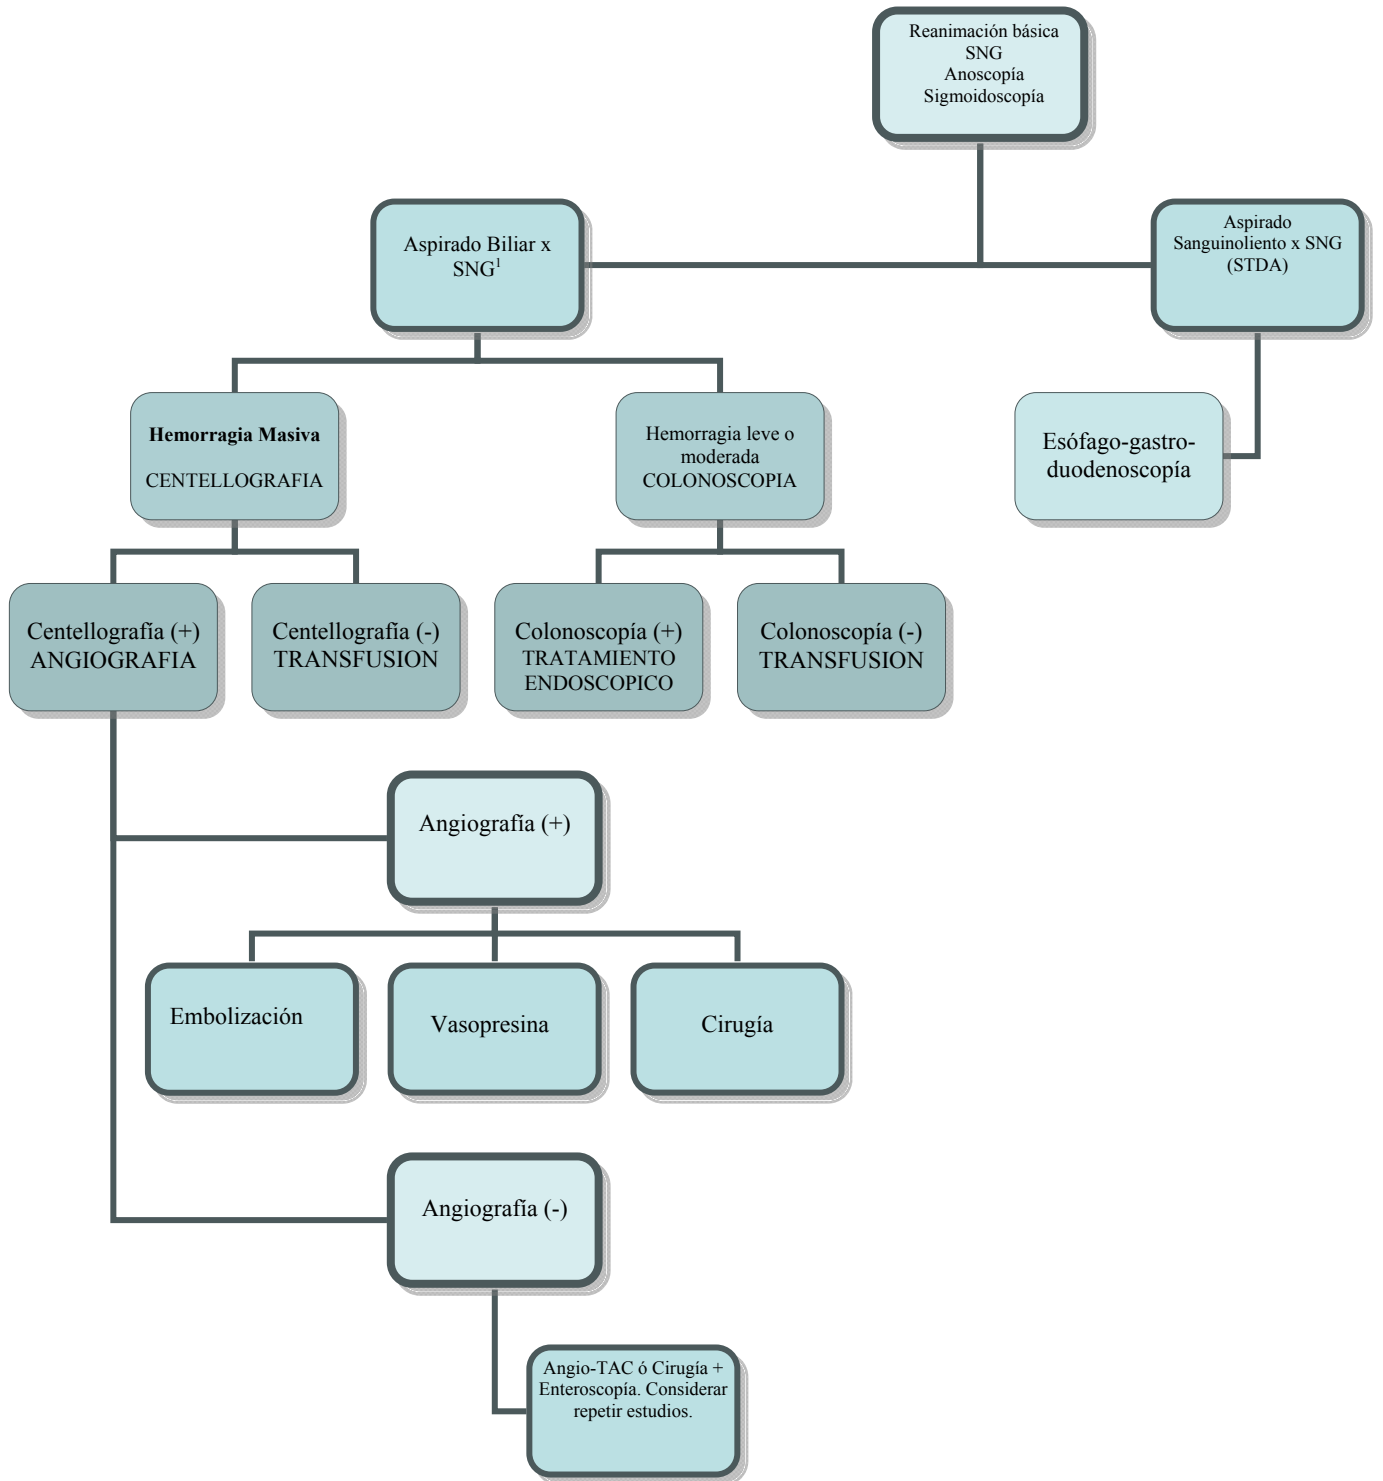 Reanimación básica
SNG
Anoscopía
Sigmoidoscopía
Aspirado Biliar x
SNG1
Aspirado
Sanguinoliento x SNG
(STDA)
Hemorragia Masiva
CENTELLOGRAFIA
Hemorragia leve o
moderada
COLONOSCOPIA
Esófago-gastro-
duodenoscopía
Centellografía (+)
ANGIOGRAFIA
Centellografía (-)
TRANSFUSION
Colonoscopía (+)
TRATAMIENTO
ENDOSCOPICO
Colonoscopía (-)
TRANSFUSION
Angiografía (+)
Embolización
Vasopresina
Cirugía
Angiografía (-)
Angio-TAC ó Cirugía +
Enteroscopía. Considerar
repetir estudios.